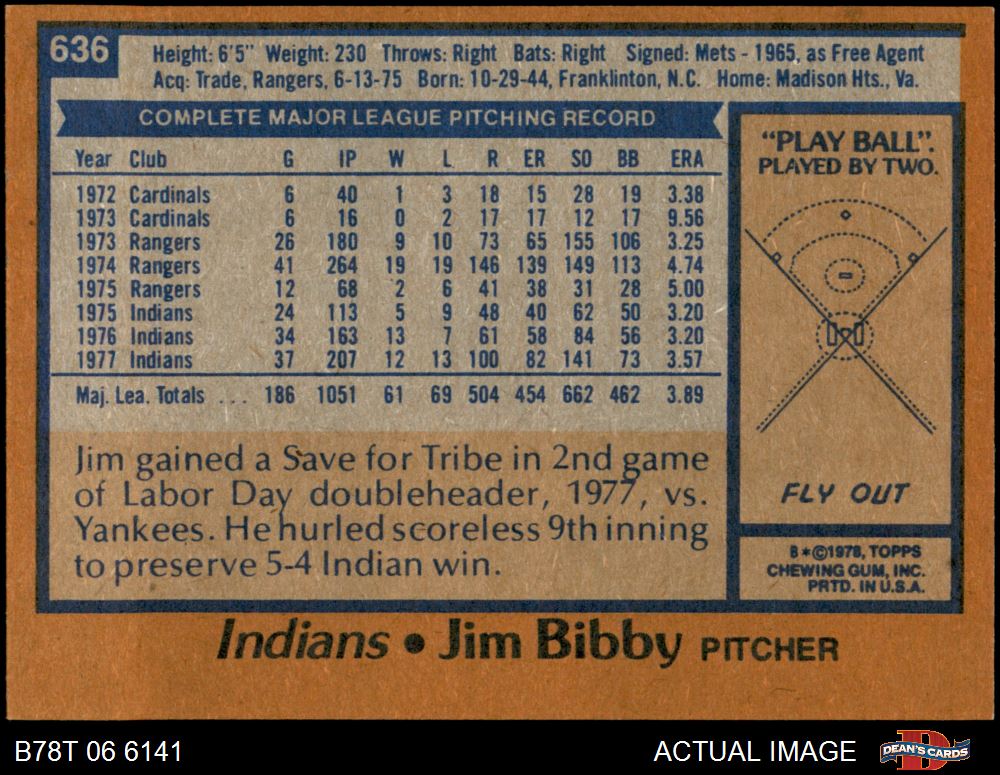 636
Height: 6'5" Weight: 230 Throws: Right Bats: Right Signed: Mets - 1965, as Free Agent
Acq: Trade, Rangers, 6-13-75 Born: 10-29-44, Franklinton, N.C. Home: Madison Hts., Va.
COMPLETE MAJOR LEAGUE PITCHING RECORD
Year Club G IP W L R ER SO BB ERA
1972 Cardinals 6 40 1 3 18 15 28 19 3.38
1973 Cardinals 6 16 0 2 17 17 12 17 9.56
1973 Rangers 26 180 9 10 73 65 155 106 3.25
1974 Rangers 41 264 19 19 146 139 149 113 4.74
1975 Rangers 12 68 2 6 41 38 31 28 5.00
1975 Indians 24 113 5 9 48 40 62 50 3.20
1976 Indians 34 163 13 7 61 58 84 56 3.20
1977 Indians 37 207 12 13 100 82 141 73 3.57
Maj. Lea. Totals ... 186 1051 61 69 504 454 662 462 3.89
Jim gained a Save for Tribe in 2nd game
of Labor Day doubleheader, 1977, vs.
Yankees. He hurled scoreless 9th inning
to preserve 5-4 Indian win.
"PLAY BALL".
PLAYED BY TWO.
FLY OUT
B*©1978, TOPPS
CHEWING GUM, INC.
PRTD. IN U.S.A.
Indians • Jim Bibby PITCHER
B78T 06 6141
ACTUAL IMAGE
D
DEAN'S CARDS